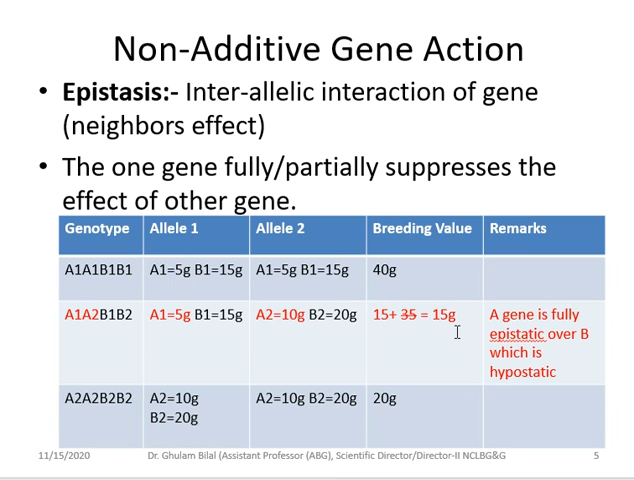 Non-Additive Gene Action
• Epistasis:- Inter-allelic interaction of gene
(neighbors effect)
• The one gene fully/partially suppresses the
effect of other gene.
Genotype Allele 1 Allele 2 Breeding Value Remarks
A1A1B1B1 A1=5g B1=15g A1=5g B1=15g 40g
A1A2B1B2 A1=5g B1=15g A2=10g B2=20g 15+ 35 = 15g A gene is fully
epistatic over B
which is
hypostatic
A2A2B2B2 A2=10g A2=10g B2=20g 20g
B2=20g
11/15/2020 Dr. Ghulam Bilal (Assistant Professor (ABG), Scientific Director/Director-II NCLBG&G 5